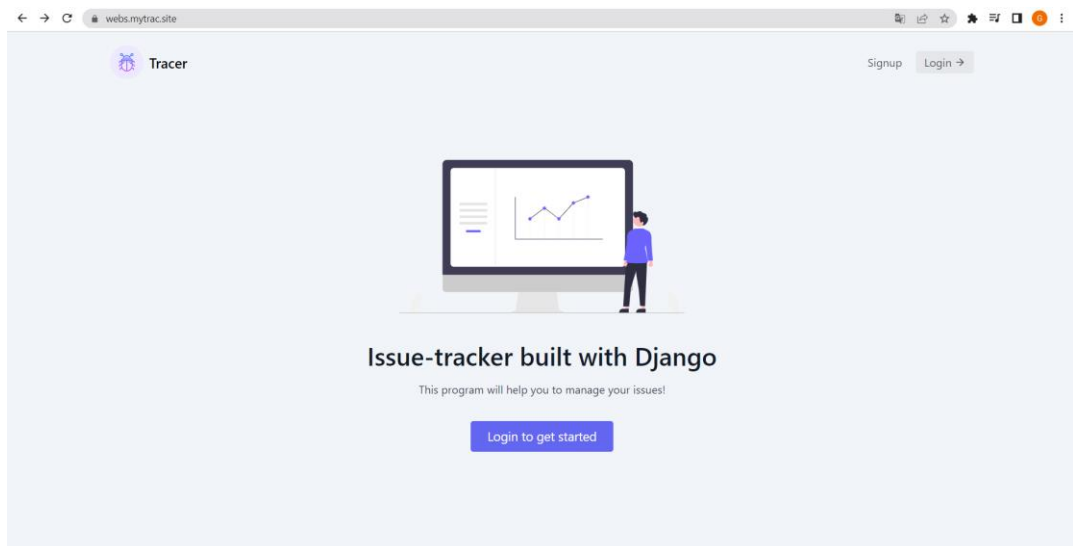 webs.mytrac.site
G
Tracer
Signup
Login →
Issue-tracker built with Django
This program will help you to manage your issues!
Login to get started